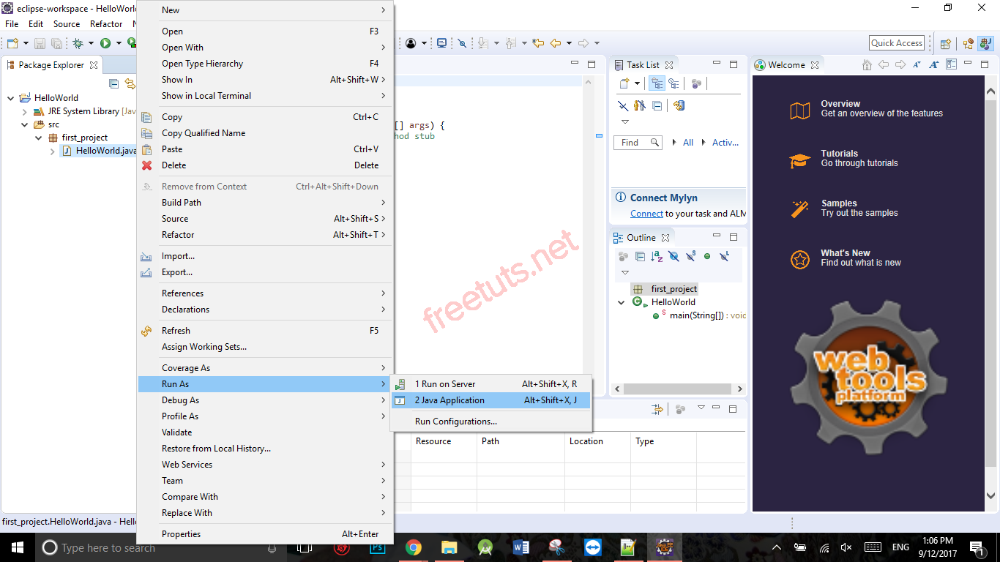 eclipse-workspace - HelloWorl
File Edit Source Refactor N
Quick Access
Package Explorer
HelloWorld
JRE System Library [Jav
src
first_project
HelloWorld.java
New
Open F3
Open With
Open Type Hierarchy F4
Show In Alt+Shift+W
Show in Local Terminal
Copy Ctrl+C
Copy Qualified Name
Paste Ctrl+V
Delete Delete
Remove from Context Ctrl+Alt+Shift+Down
Build Path
Source Alt+Shift+S
Refactor Alt+Shift+T
Import...
Export...
References
Declarations
Refresh F5
Assign Working Sets...
Coverage As
Run As
Debug As
Profile As
Validate
Restore from Local History...
Web Services
Team
Compare With
Replace With
Properties Alt+Enter
1 Run on Server Alt+Shift+X, R
2 Java Application Alt+Shift+X, J
Run Configurations...
[] args) {
hod stub
freetuts.net
Resource Path Location Type
Task List
Find All Activ...
Connect Mylyn
Connect to your task and ALM
Outline
first_project
HelloWorld
main(String[]) : void
Welcome
Overview
Get an overview of the features
Tutorials
Go through tutorials
Samples
Try out the samples
What's New
Find out what is new
web
tools
platform
first_project.HelloWorld.java - Hello
Type here to search
Ps
ENG
1:06 PM
9/12/2017
1